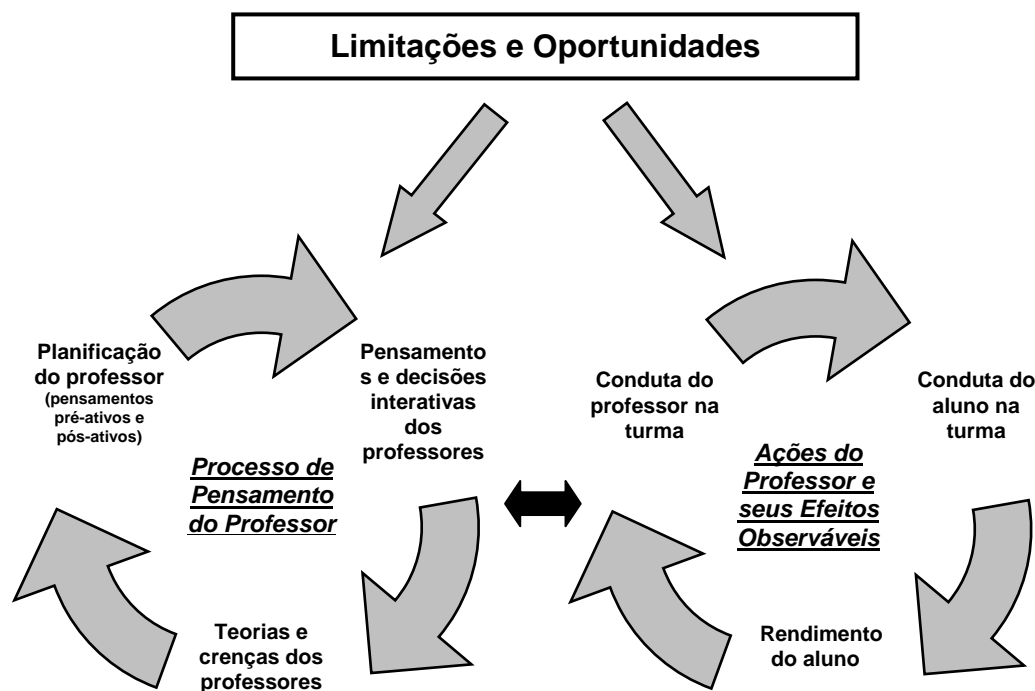 Limitações e Oportunidades
Planificação
do professor
(pensamentos
pré-ativos e
pós-ativos)
Pensamento
s e decisões
interativas
dos
professores
Processo de
Pensamento
do Professor
Teorias e
crenças dos
professores
Conduta do
professor na
turma
Conduta do
aluno na
turma
Ações do
Professor e
seus Efeitos
Observáveis
Rendimento
do aluno